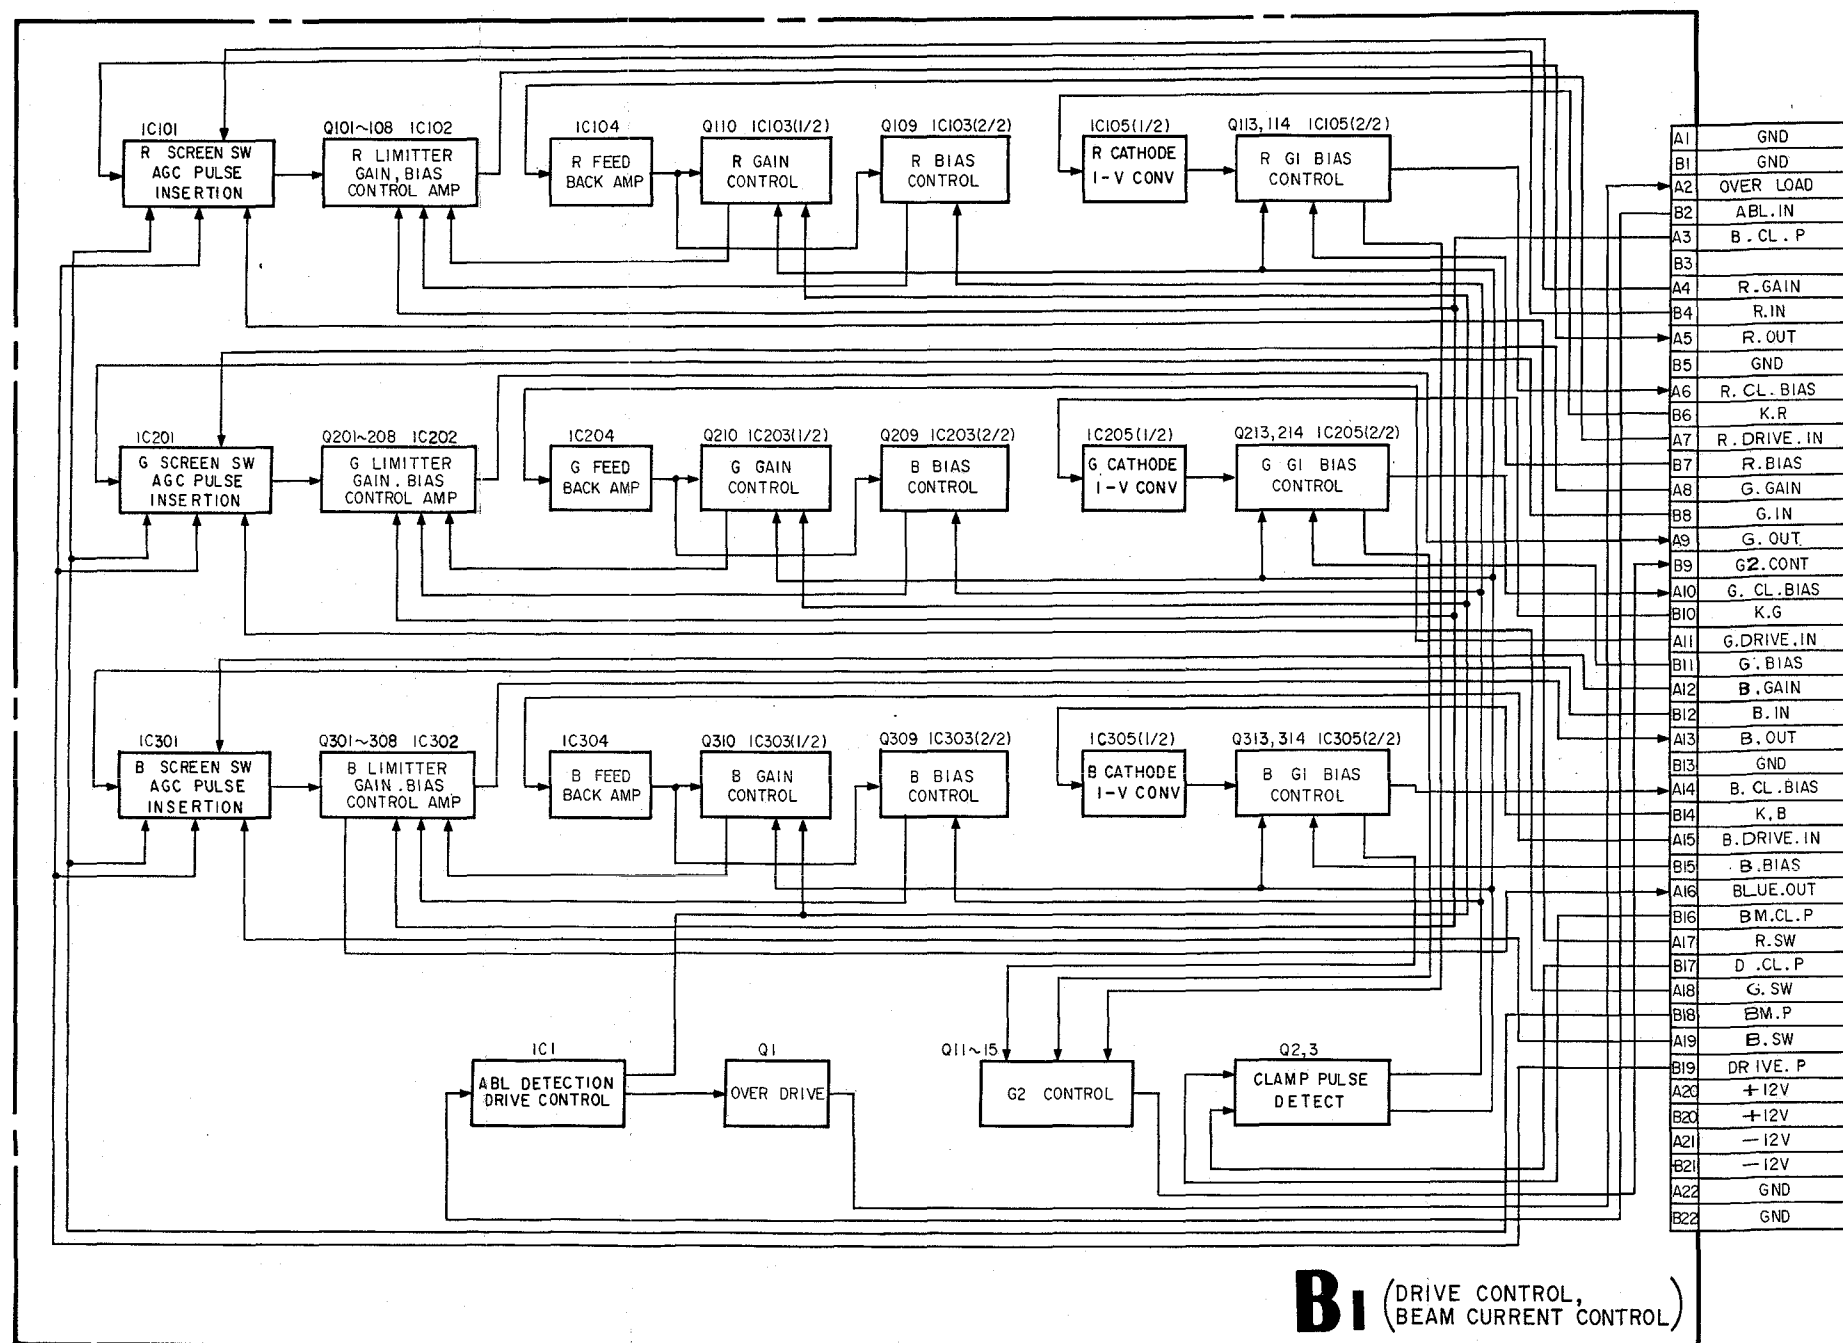 IC101
R SCREEN SW
AGC PULSE
INSERTION
Q101~108 IC102
R LIMITTER
GAIN, BIAS
CONTROL AMP
IC104
R FEED
BACK AMP
Q110 IC103(1/2)
R GAIN
CONTROL
Q109 IC103(2/2)
R BIAS
CONTROL
IC105(1/2)
R CATHODE
I-V CONV
Q113,114 IC105(2/2)
R G1 BIAS
CONTROL
IC201
G SCREEN SW
AGC PULSE
INSERTION
Q201~208 IC202
G LIMITTER
GAIN. BIAS
CONTROL AMP
IC204
G FEED
BACK AMP
Q210 IC203(1/2)
G GAIN
CONTROL
Q209 IC203(2/2)
B BIAS
CONTROL
IC205(1/2)
G CATHODE
I-V CONV
Q213,214 IC205(2/2)
G G1 BIAS
CONTROL
IC301
B SCREEN SW
AGC PULSE
INSERTION
Q301~308 IC302
B LIMITTER
GAIN.BIAS
CONTROL AMP
IC304
B FEED
BACK AMP
Q310 IC303(1/2)
B GAIN
CONTROL
Q309 IC303(2/2)
B BIAS
CONTROL
IC305(1/2)
B CATHODE
I-V CONV
Q313,314 IC305(2/2)
B G1 BIAS
CONTROL
IC1
ABL DETECTION
DRIVE CONTROL
Q1
OVER DRIVE
Q11~15
G2 CONTROL
Q2,3
CLAMP PULSE
DETECT
A1 GND
B1 GND
A2 OVER LOAD
B2 ABL.IN
A3 B.CL.P
B3
A4 R.GAIN
B4 R.IN
A5 R.OUT
B5 GND
A6 R.CL.BIAS
B6 K.R
A7 R.DRIVE.IN
B7 R.BIAS
A8 G.GAIN
B8 G.IN
A9 G.OUT
B9 G2.CONT
A10 G.CL.BIAS
B10 K.G
A11 G.DRIVE.IN
B11 G.BIAS
A12 B.GAIN
B12 B.IN
A13 B.OUT
B13 GND
A14 B.CL.BIAS
B14 K.B
A15 B.DRIVE.IN
B15 B.BIAS
A16 BLUE.OUT
B16 BM.CL.P
A17 R.SW
B17 D.CL.P
A18 G.SW
B18 BM.P
A19 B.SW
B19 DRIVE.P
A20 +12V
B20 +12V
A21 -12V
B21 -12V
A22 GND
B22 GND
B1 (DRIVE CONTROL,
BEAM CURRENT CONTROL)